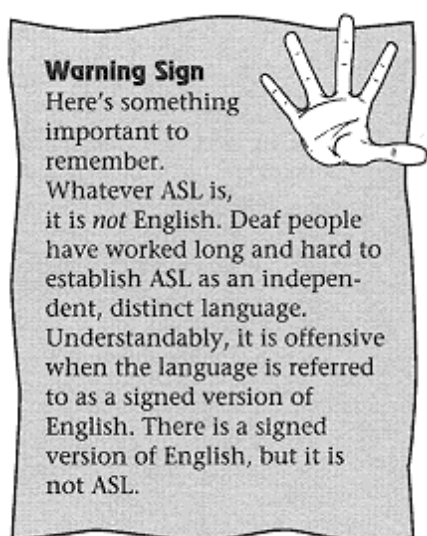 Warning Sign
Here's something
important to
remember.
Whatever ASL is,
it is not English. Deaf people
have worked long and hard to
establish ASL as an indepen-
dent, distinct language.
Understandably, it is offensive
when the language is referred
to as a signed version of
English. There is a signed
version of English, but it is
not ASL.